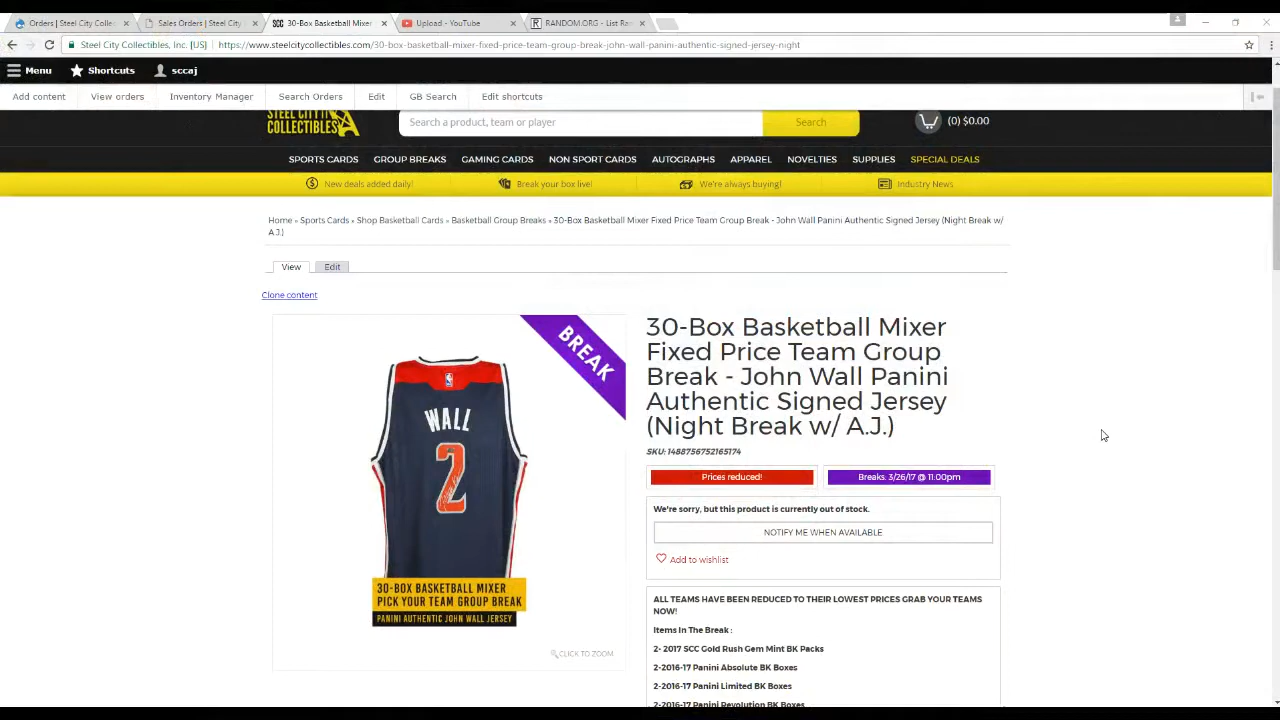 Orders | Steel City Colle
Sales Orders | Steel City
SCC 30-Box Basketball Mixer
Upload - YouTube
RANDOM.ORG - List Ran
Steel City Collectibles, Inc. [US] https://www.steelcitycollectibles.com/30-box-basketball-mixer-fixed-price-team-group-break-john-wall-panini-authentic-signed-jersey-night
Menu Shortcuts sccaj
Add content View orders Inventory Manager Search Orders Edit GB Search Edit shortcuts
STEEL CITY
COLLECTIBLES
Search a product, team or player Search (0) $0.00
SPORTS CARDS GROUP BREAKS GAMING CARDS NON SPORT CARDS AUTOGRAPHS APPAREL NOVELTIES SUPPLIES SPECIAL DEALS
New deals added daily! Break your box live! We're always buying! Industry News
Home » Sports Cards » Shop Basketball Cards » Basketball Group Breaks » 30-Box Basketball Mixer Fixed Price Team Group Break - John Wall Panini Authentic Signed Jersey (Night Break w/
A.J.)
View Edit
Clone content
BREAK
WALL
2
30-BOX BASKETBALL MIXER
PICK YOUR TEAM GROUP BREAK
PANINI AUTHENTIC JOHN WALL JERSEY
CLICK TO ZOOM
30-Box Basketball Mixer
Fixed Price Team Group
Break - John Wall Panini
Authentic Signed Jersey
(Night Break w/ A.J.)
SKU: 1488756752165174
Prices reduced! Breaks: 3/26/17 @ 11:00pm
We're sorry, but this product is currently out of stock.
NOTIFY ME WHEN AVAILABLE
Add to wishlist
ALL TEAMS HAVE BEEN REDUCED TO THEIR LOWEST PRICES GRAB YOUR TEAMS
NOW!
Items In The Break :
2- 2017 SCC Gold Rush Gem Mint BK Packs
2-2016-17 Panini Absolute BK Boxes
2-2016-17 Panini Limited BK Boxes
2-2016-17 Panini Revolution BK Boxes